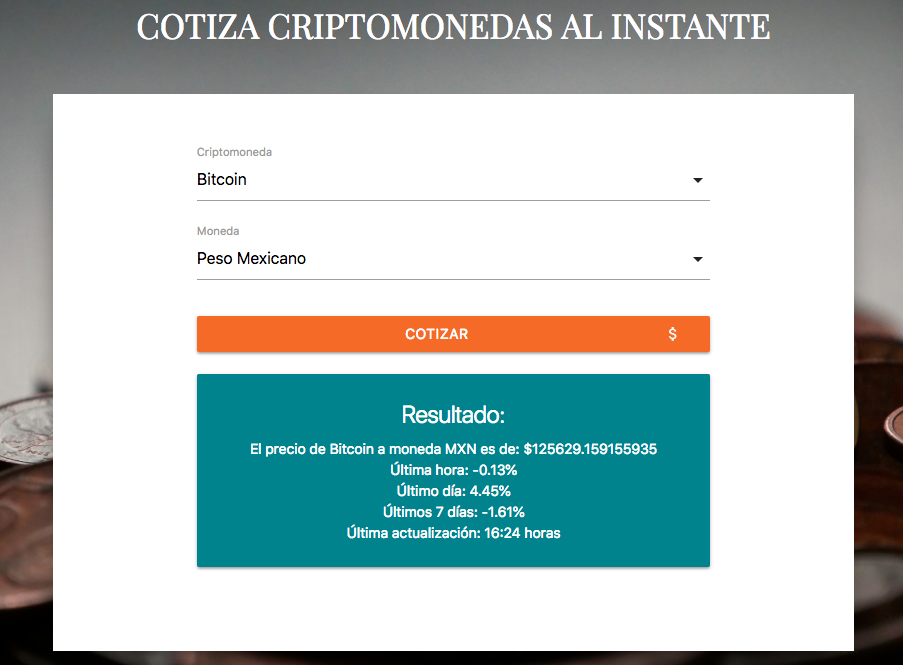 COTIZA CRIPTOMONEDAS AL INSTANTE
Criptomoneda
Bitcoin
Moneda
Peso Mexicano
COTIZAR $
Resultado:
El precio de Bitcoin a moneda MXN es de: $125629.159155935
Última hora: -0.13%
Último día: 4.45%
Últimos 7 días: -1.61%
Última actualización: 16:24 horas